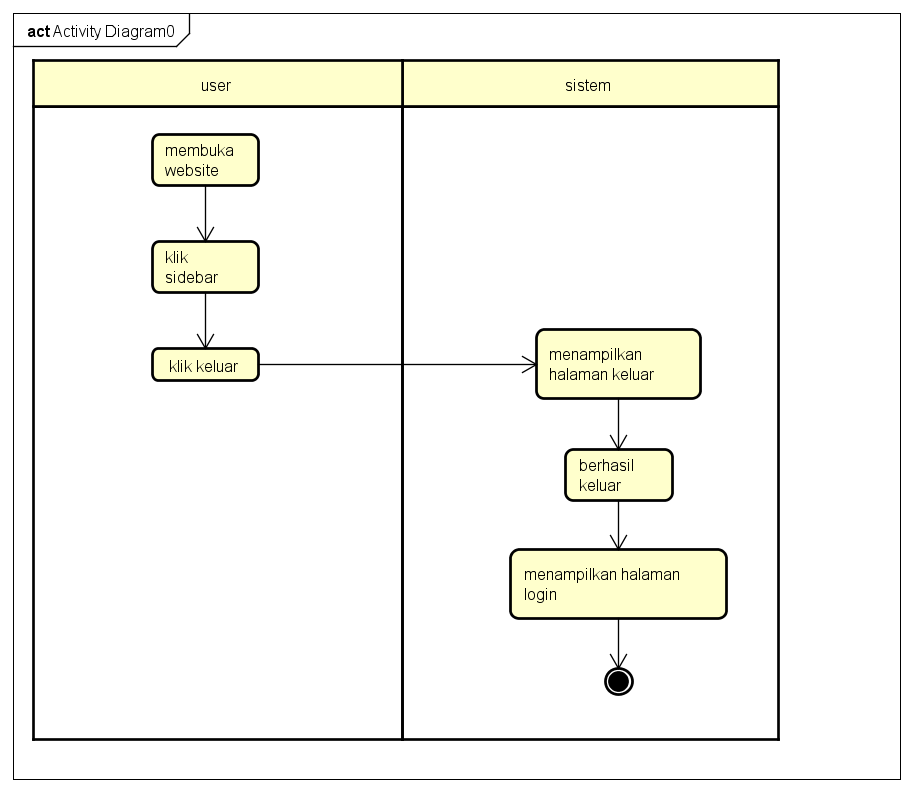 act Activity Diagram0
user
sistem
membuka
website
klik
sidebar
klik keluar
menampilkan
halaman keluar
berhasil
keluar
menampilkan halaman
login